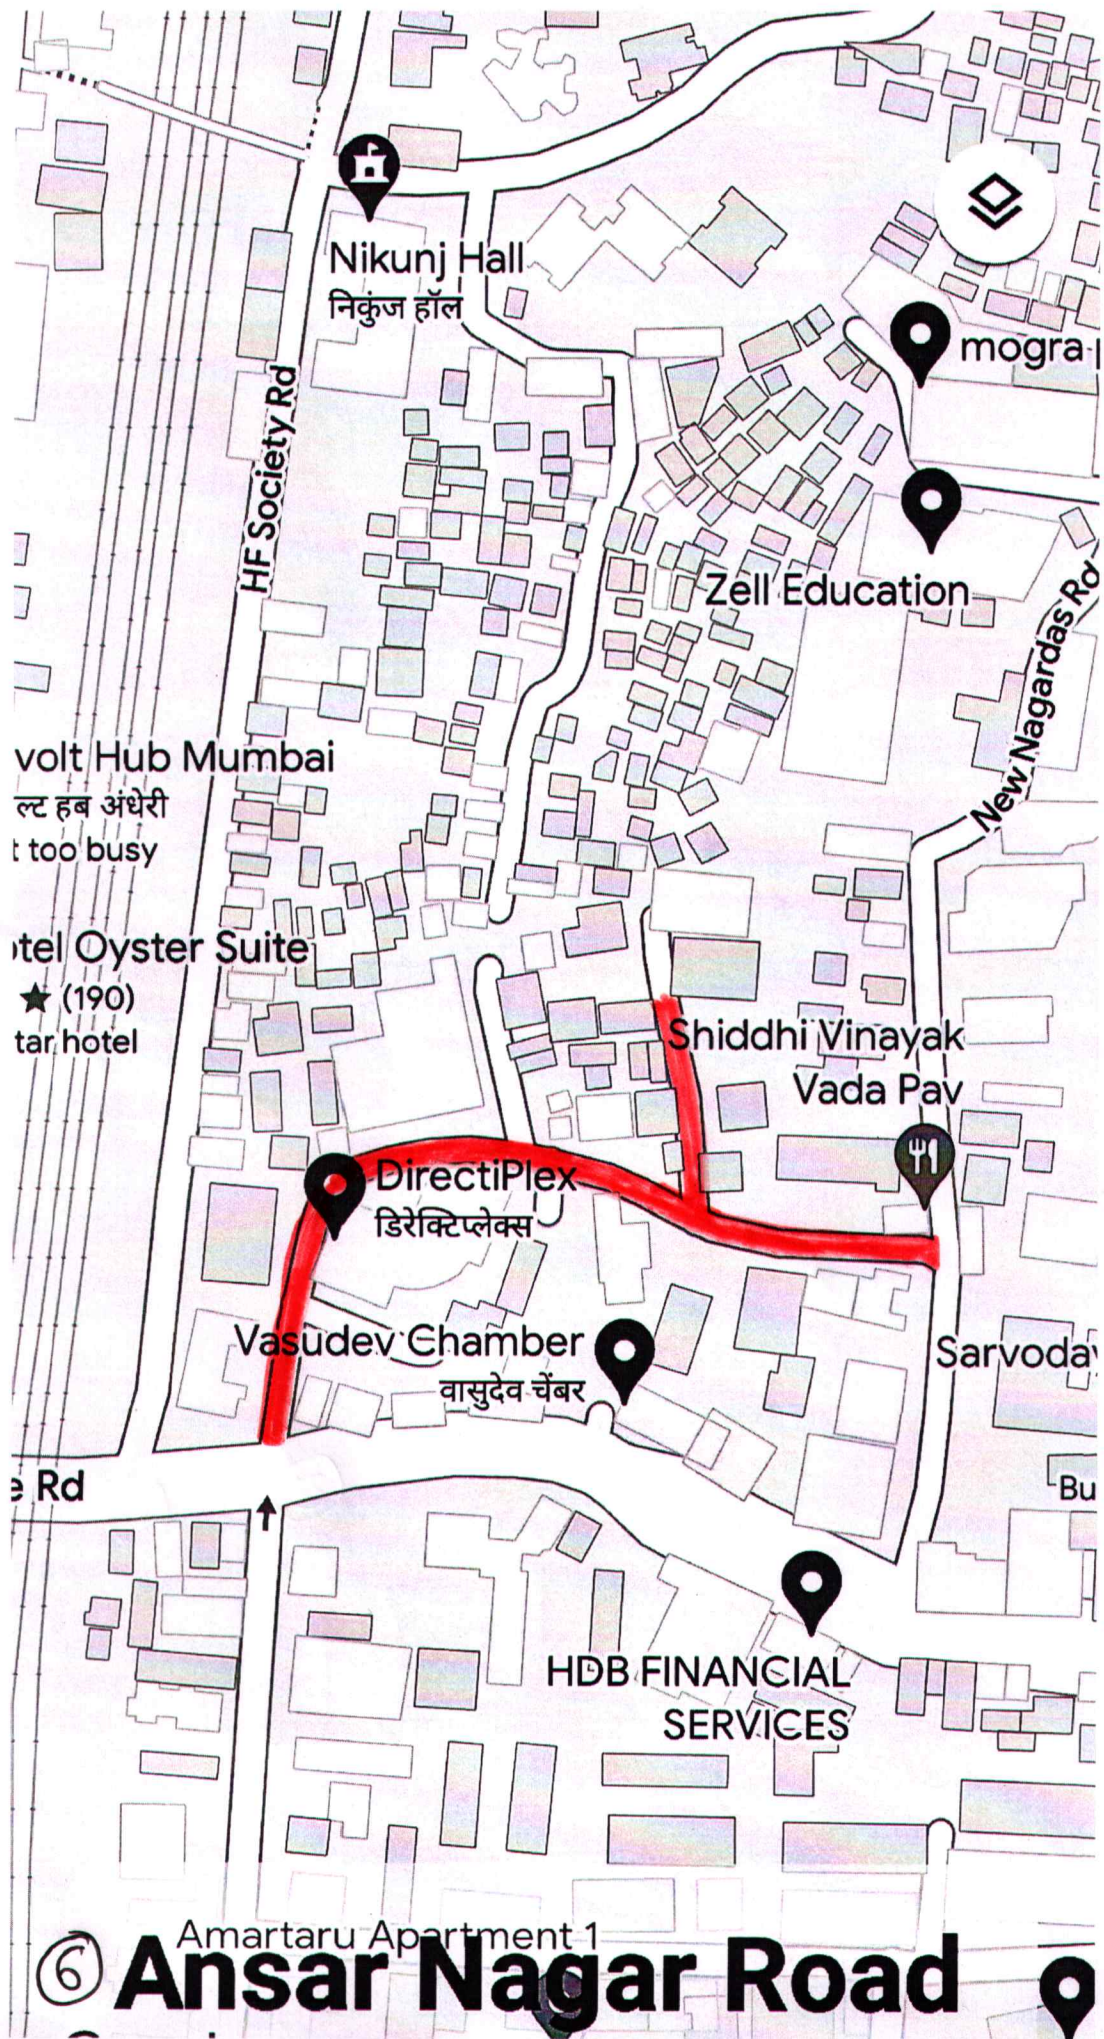 Nikunj Hall
निकुंज हॉल
mogra
HF Society Rd
Zell Education
New Nagardas
volt Hub Mumbai
ल्ट हब अंधेरी
too busy
tel Oyster Suite
★ (190)
tar hotel
Shiddhi Vinayak
Vada Pav
DirectiPlex
डिरेक्टिप्लेक्स
Vasudev Chamber
वासुदेव चेंबर
Sarvoda
e Rd
Bu
HDB FINANCIAL
SERVICES
Amartaru Apartment 1
6 Ansar Nagar Road